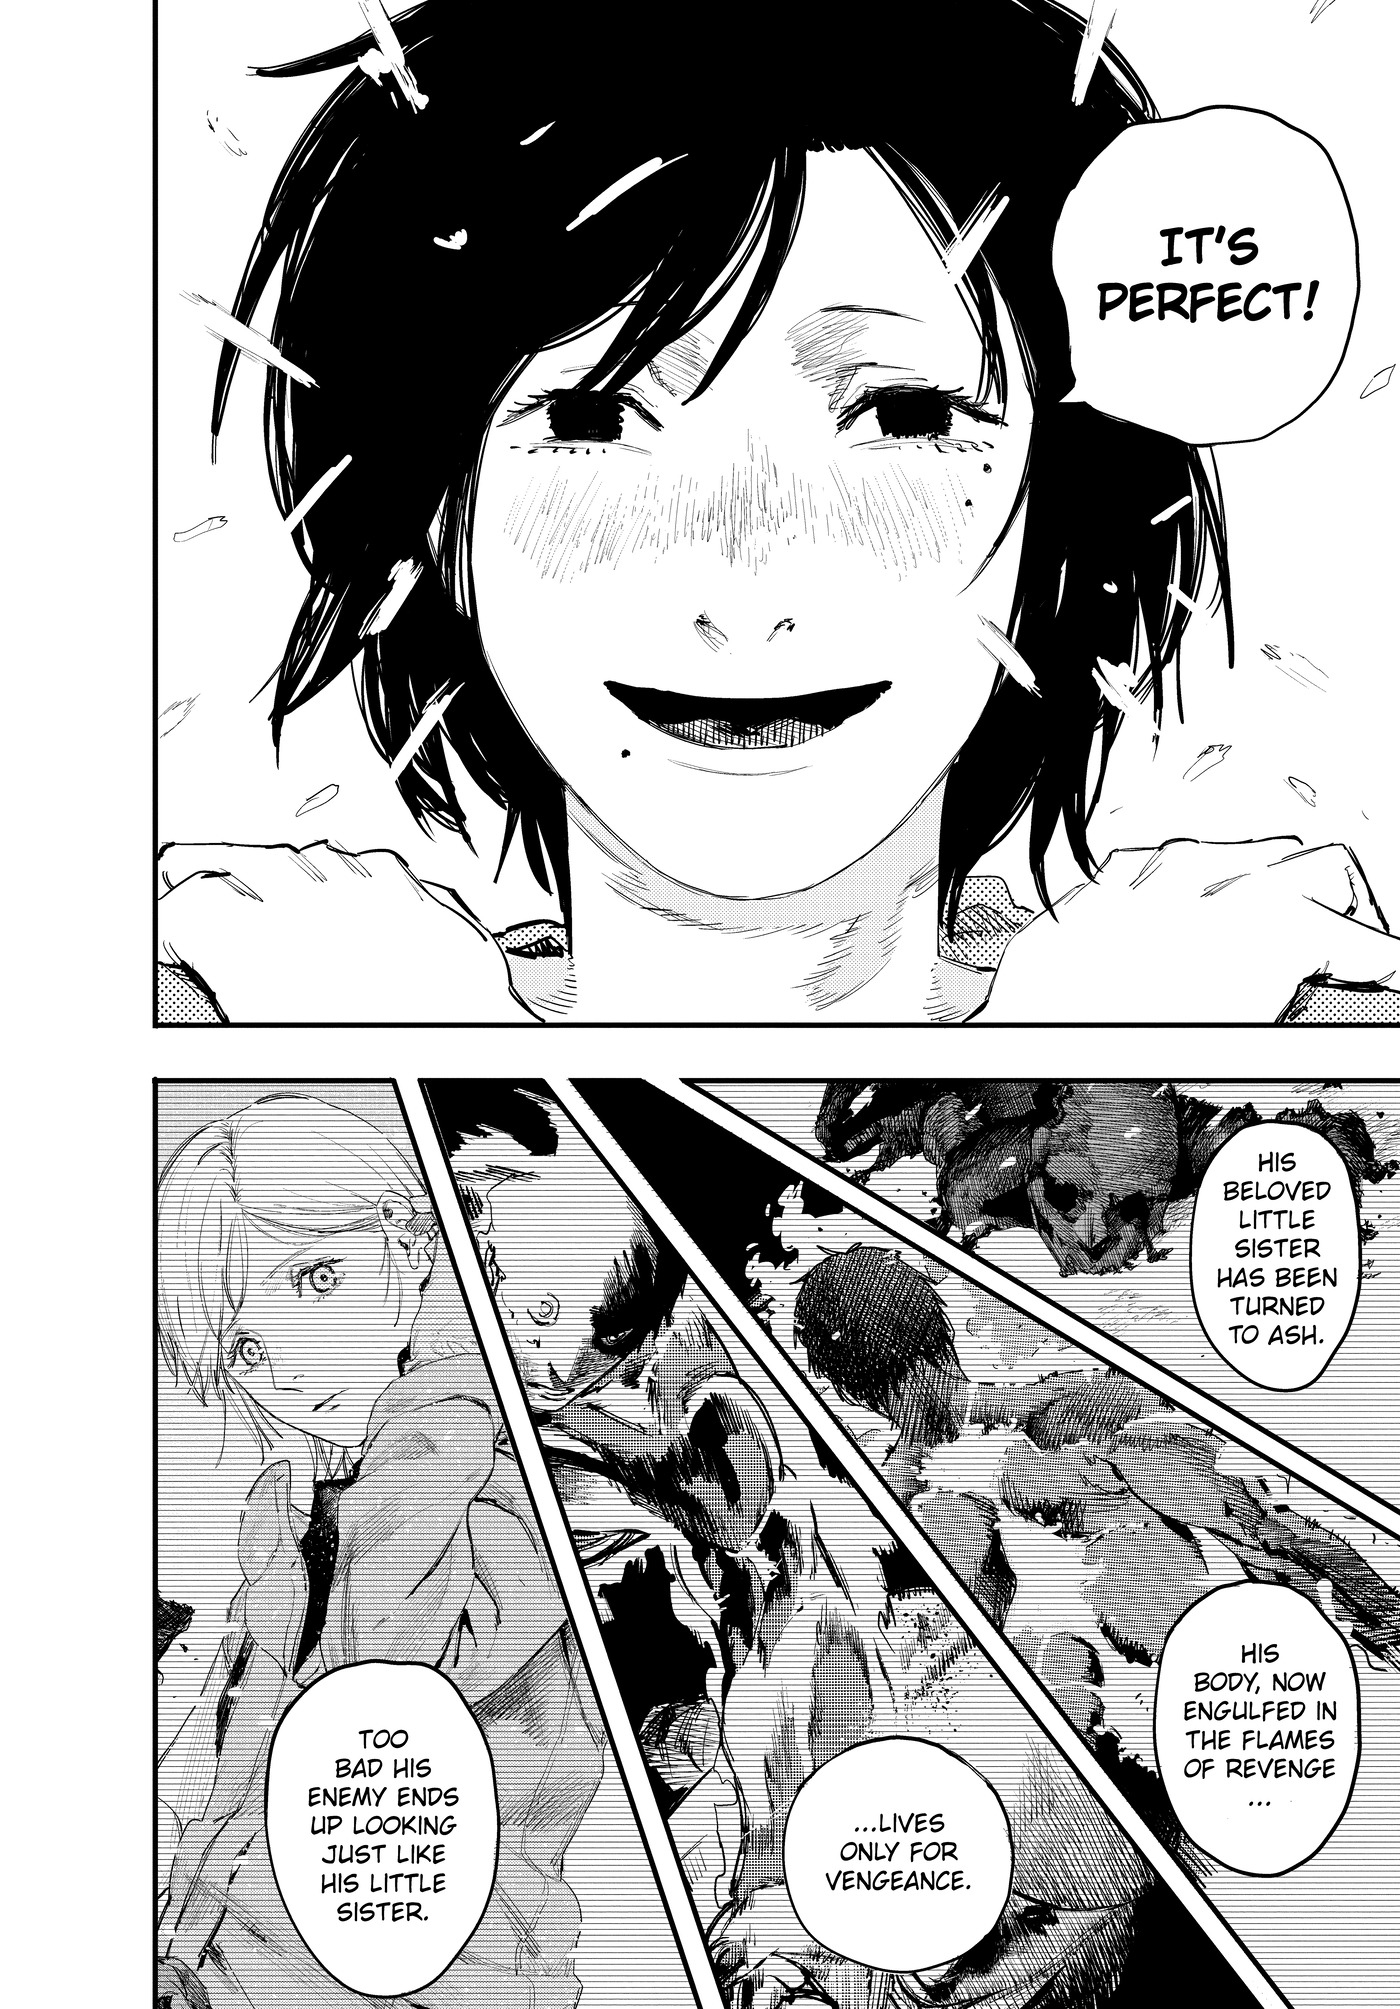 IT'S
PERFECT!
HIS
BELOVED
LITTLE
SISTER
HAS BEEN
TURNED
TO ASH.
HIS
BODY, NOW
ENGULFED IN
THE FLAMES
OF REVENGE
...
...LIVES
ONLY FOR
VENGEANCE.
TOO
BAD HIS
ENEMY ENDS
UP LOOKING
JUST LIKE
HIS LITTLE
SISTER.